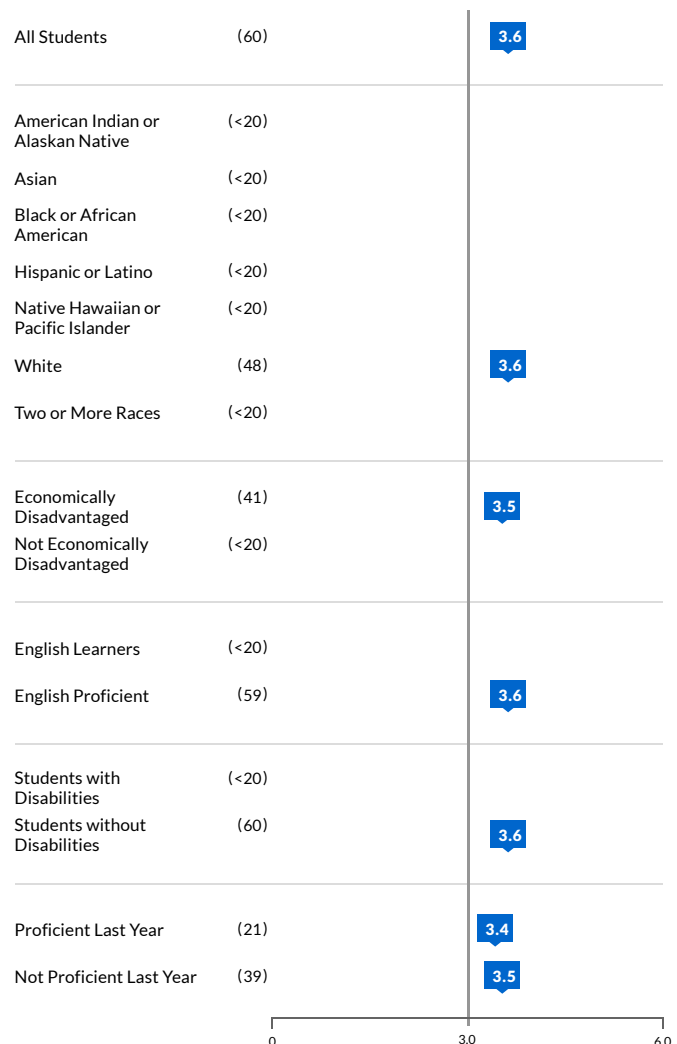 All Students (60) 3.6
American Indian or
Alaskan Native (<20)
Asian (<20)
Black or African
American (<20)
Hispanic or Latino (<20)
Native Hawaiian or
Pacific Islander (<20)
White (48) 3.6
Two or More Races (<20)
Economically
Disadvantaged (41) 3.5
Not Economically
Disadvantaged (<20)
English Learners (<20)
English Proficient (59) 3.6
Students with
Disabilities (<20)
Students without
Disabilities (60) 3.6
Proficient Last Year (21) 3.4
Not Proficient Last Year (39) 3.5
0 3.0 6.0